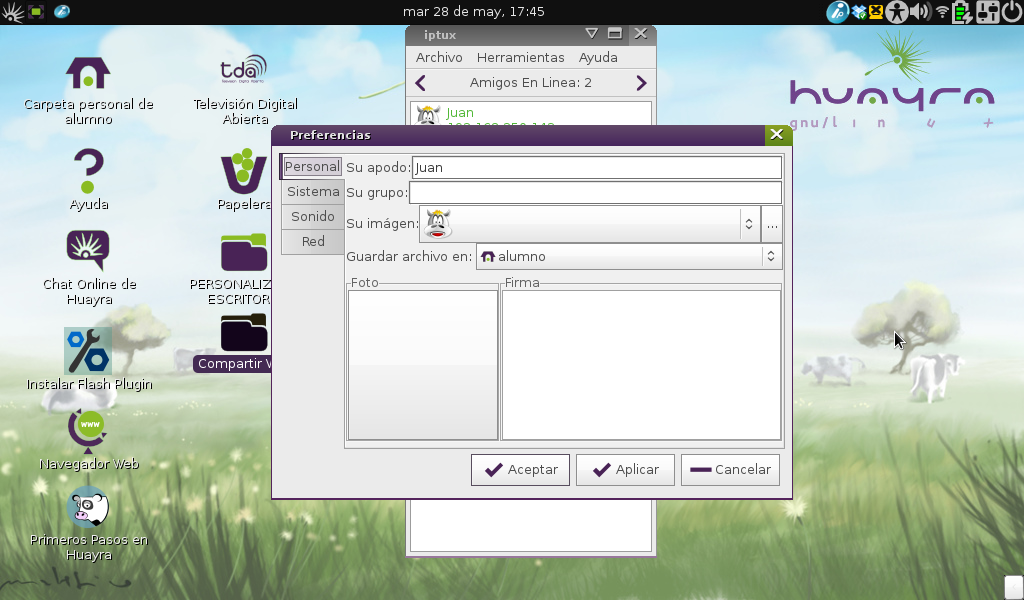 mar 28 de may, 17:45
iptux
Archivo Herramientas Ayuda
Amigos En Linea: 2
Juan
Preferencias
Personal
Sistema
Sonido
Red
Su apodo: Juan
Su grupo:
Su imágen: ...
Guardar archivo en: alumno
Foto
Firma
Aceptar Aplicar Cancelar
Carpeta personal de
alumno
Televisión Digital
Abierta
tda
Ayuda
Papelera
Chat Online de
Huayra
PERSONALIZ
ESCRITOR
Instalar Flash Plugin
Compartir
www
Navegador Web
Primeros Pasos en
Huayra
huayra
gnu/linux